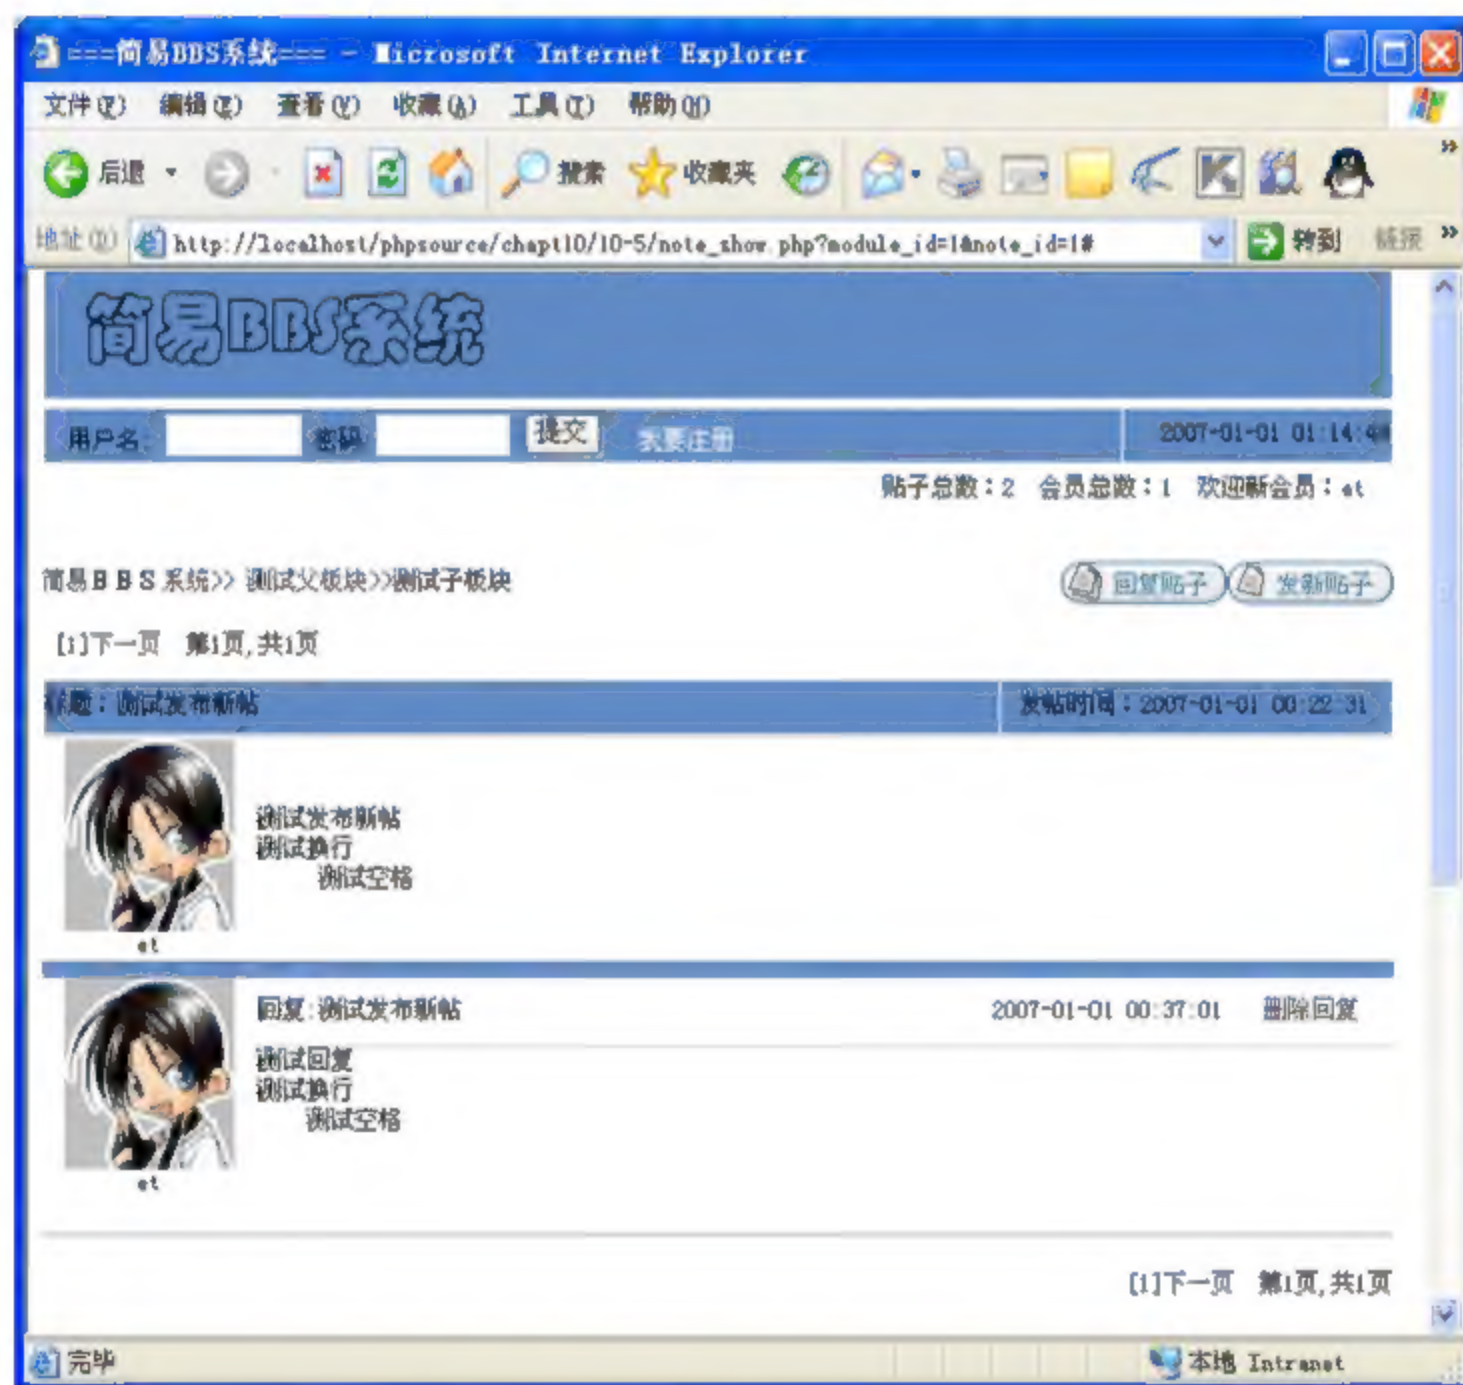 ===简易BBS系统=== - Microsoft Internet Explorer
文件(F) 编辑(E) 查看(V) 收藏(A) 工具(T) 帮助(H)
后退 搜索 收藏夹
地址(D) http://localhost/phpsource/chapt10/10-5/note_show.php?module_id=1&note_id=1# 转到 链接
简易BBS系统
用户名: 密码 提交 我要注册 2007-01-01 01:14:
贴子总数：2 会员总数：1 欢迎新会员：et
简易BBS系统>> 测试父板块>>测试子板块 回复贴子 发新贴子
[1]下一页 第1页,共1页
标题：测试发布新帖 发帖时间：2007-01-01 00:22:31
测试发布新帖
测试换行
测试空格
et
回复:测试发布新帖 2007-01-01 00:37:01 删除回复
测试回复
测试换行
测试空格
et
[1]下一页 第1页,共1页
完毕 本地 Intranet